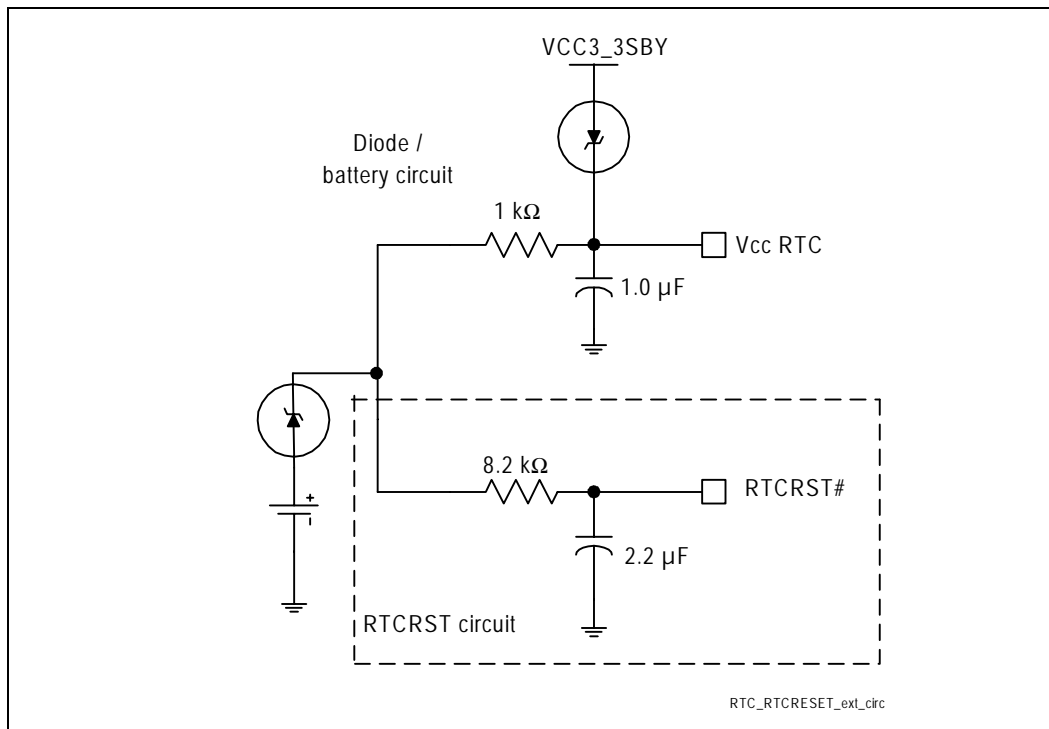 VCC3_3SBY
Diode /
battery circuit
1 kΩ
Vcc RTC
1.0 µF
8.2 kΩ
RTCRST#
2.2 µF
RTCRST circuit
RTC_RTCRESET_ext_circ